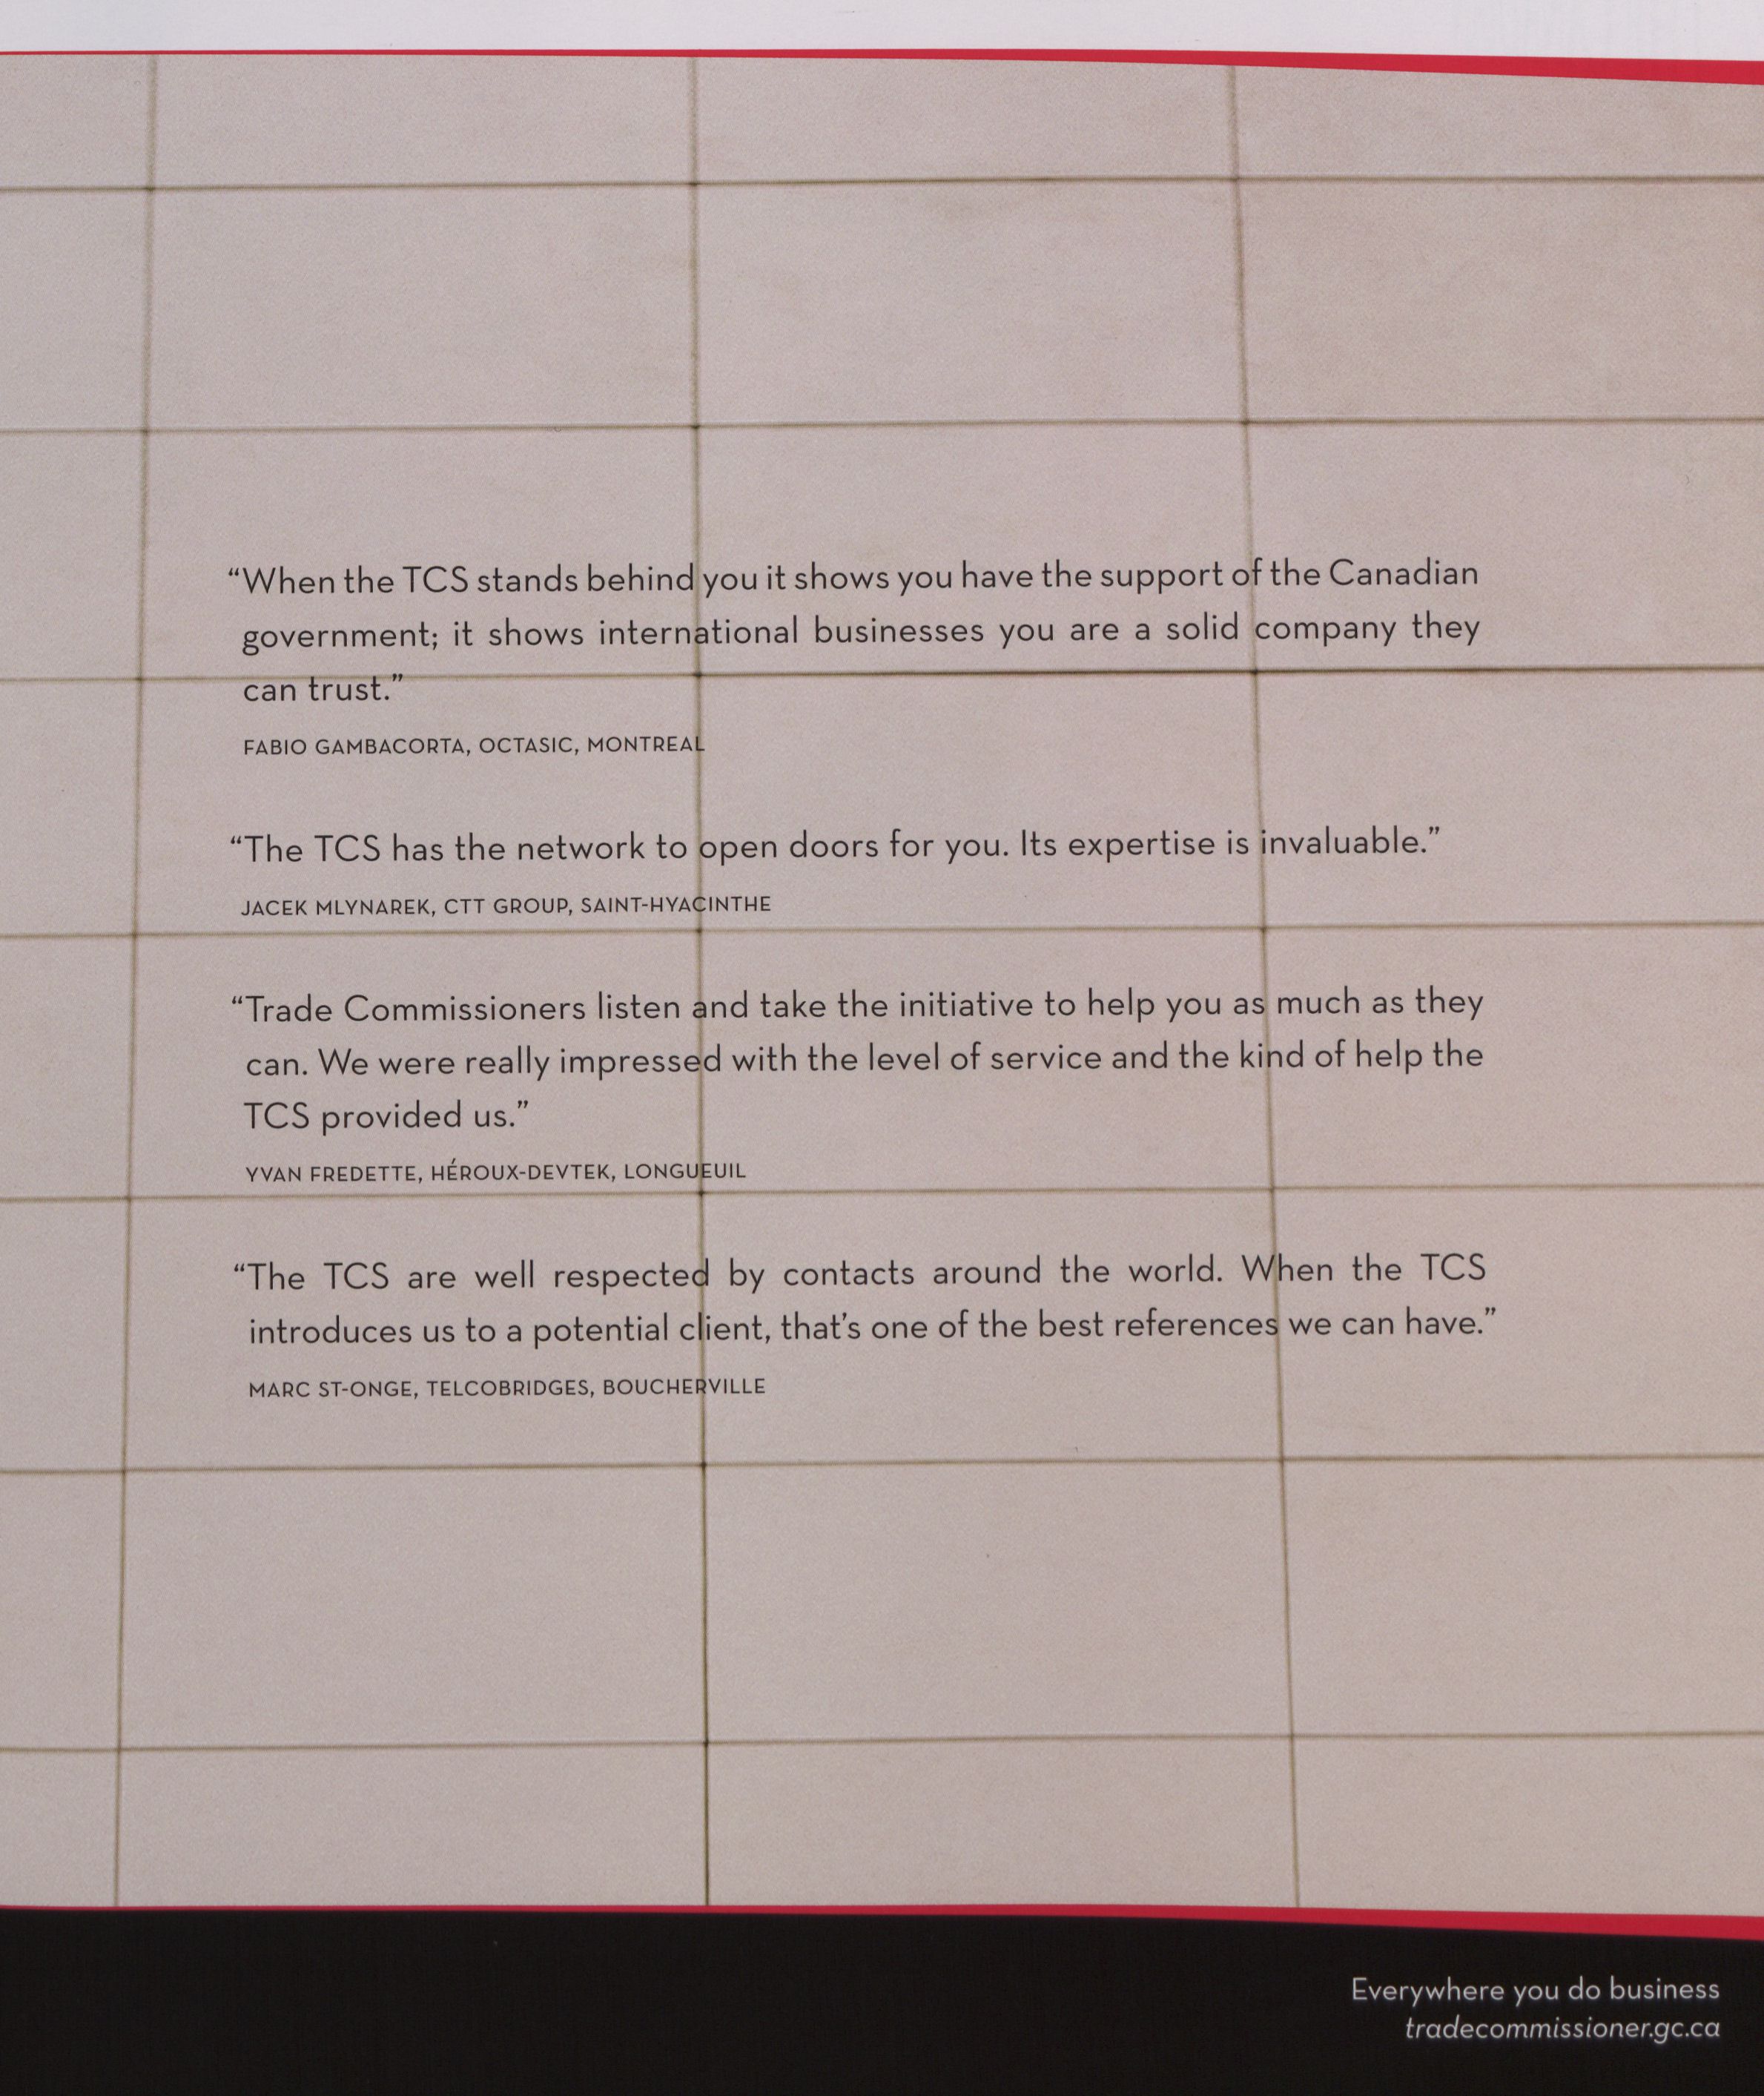 “When the TCS stands behind you it shows you have the support of the Canadian
government; it shows international businesses you are a solid company they
can trust.”
FABIO GAMBACORTA, OCTASIC, MONTREAL
“The TCS has the network to open doors for you. Its expertise is invaluable.”
JACEK MLYNAREK, CTT GROUP, SAINT-HYACINTHE
“Trade Commissioners listen and take the initiative to help you as much as they
can. We were really impressed with the level of service and the kind of help the
TCS provided us.”
YVAN FREDETTE, HÉROUX-DEVTEK, LONGUEUIL
“The TCS are well respected by contacts around the world. When the TCS
introduces us to a potential client, that’s one of the best references we can have.”
MARC ST-ONGE, TELCOBRIDGES, BOUCHERVILLE
Everywhere you do business
tradecommissioner.gc.ca